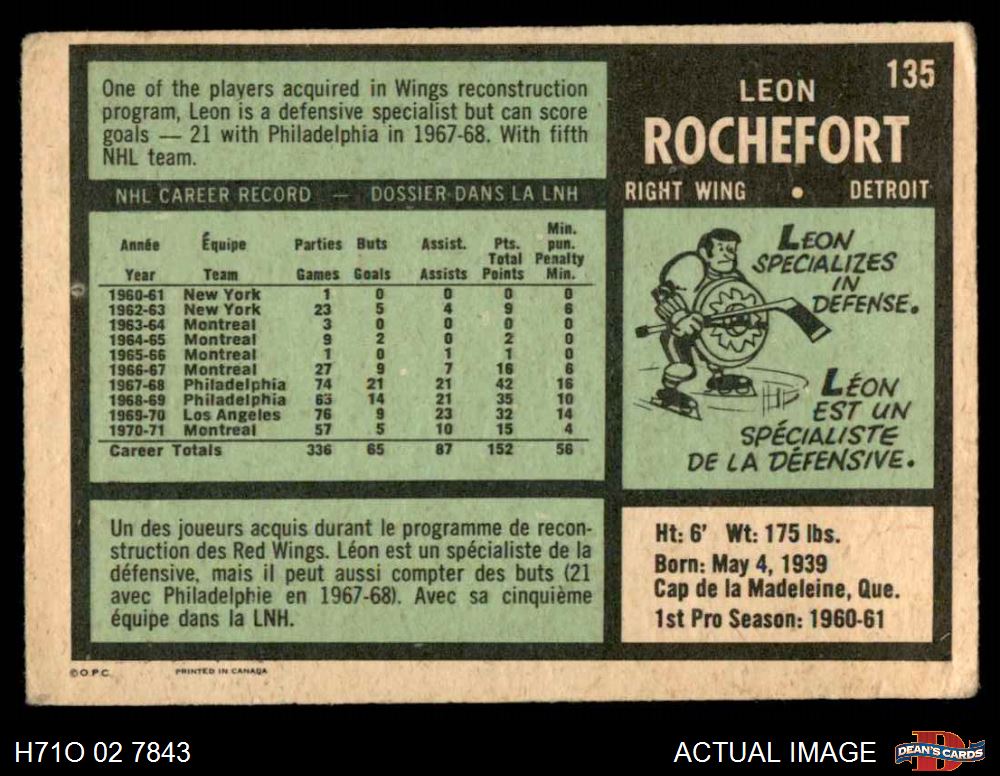 135
LEON
ROCHEFORT
RIGHT WING • DETROIT
One of the players acquired in Wings reconstruction
program, Leon is a defensive specialist but can score
goals — 21 with Philadelphia in 1967-68. With fifth
NHL team.
NHL CAREER RECORD — DOSSIER DANS LA LNH
Année Équipe Parties Buts Assist. Pts. Min. pun.
Year Team Games Goals Assists Total Points Penalty Min.
1960-61 New York 1 0 0 0 0
1962-63 New York 23 5 4 9 6
1963-64 Montreal 3 0 0 0 0
1964-65 Montreal 9 2 0 2 0
1965-66 Montreal 1 0 1 1 0
1966-67 Montreal 27 9 7 16 6
1967-68 Philadelphia 74 21 21 42 16
1968-69 Philadelphia 63 14 21 35 10
1969-70 Los Angeles 76 9 23 32 14
1970-71 Montreal 57 5 10 15 4
Career Totals 336 65 87 152 56
LEON
SPECIALIZES
IN
DEFENSE.
LÉON
EST UN
SPÉCIALISTE
DE LA DÉFENSIVE.
Un des joueurs acquis durant le programme de recon-
struction des Red Wings. Léon est un spécialiste de la
défensive, mais il peut aussi compter des buts (21
avec Philadelphie en 1967-68). Avec sa cinquième
équipe dans la LNH.
Ht: 6' Wt: 175 lbs.
Born: May 4, 1939
Cap de la Madeleine, Que.
1st Pro Season: 1960-61
©O.P.C. PRINTED IN CANADA
H71O 02 7843
ACTUAL IMAGE
DEAN'S CARDS